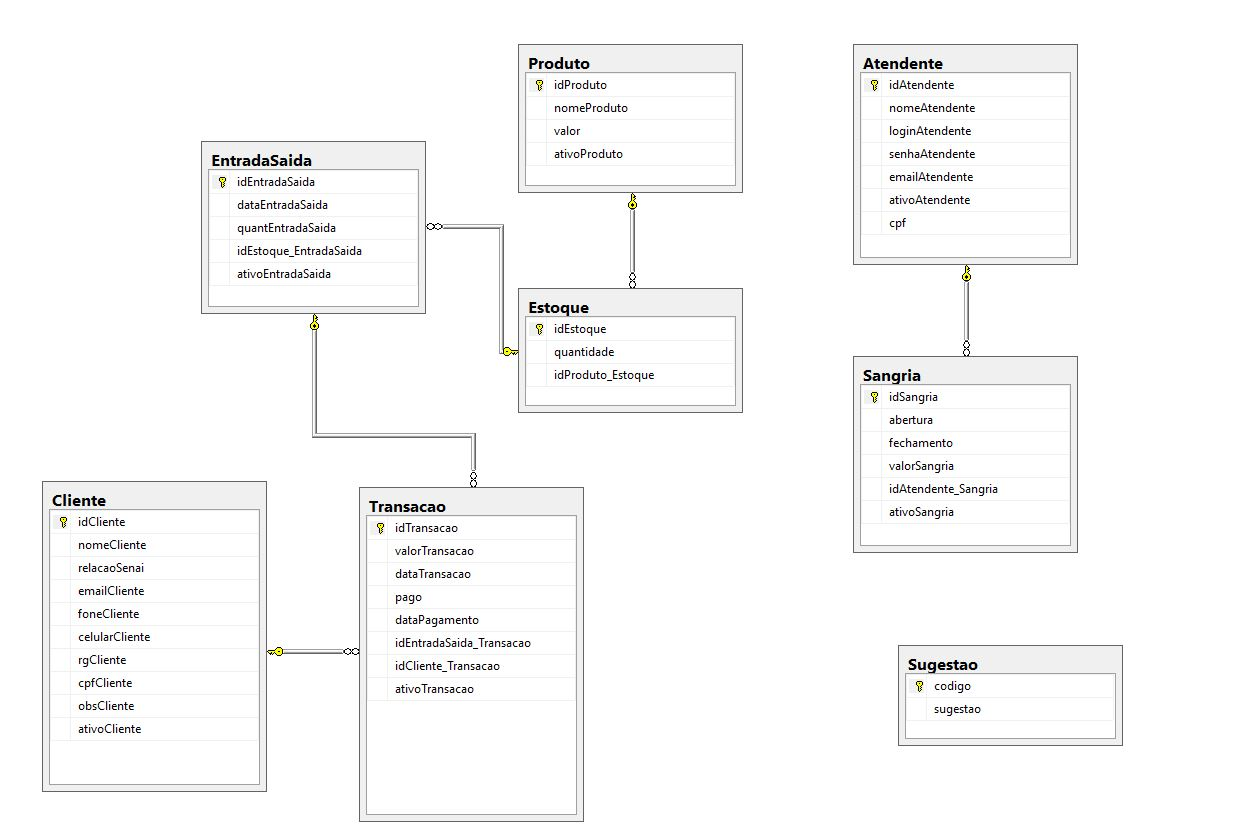 Produto
idProduto
nomeProduto
valor
ativoProduto
Atendente
idAtendente
nomeAtendente
loginAtendente
senhaAtendente
emailAtendente
ativoAtendente
cpf
EntradaSaida
idEntradaSaida
dataEntradaSaida
quantEntradaSaida
idEstoque_EntradaSaida
ativoEntradaSaida
Estoque
idEstoque
quantidade
idProduto_Estoque
Sangria
idSangria
abertura
fechamento
valorSangria
idAtendente_Sangria
ativoSangria
Cliente
idCliente
nomeCliente
relacaoSenai
emailCliente
foneCliente
celularCliente
rgCliente
cpfCliente
obsCliente
ativoCliente
Transacao
idTransacao
valorTransacao
dataTransacao
pago
dataPagamento
idEntradaSaida_Transacao
idCliente_Transacao
ativoTransacao
Sugestao
codigo
sugestao